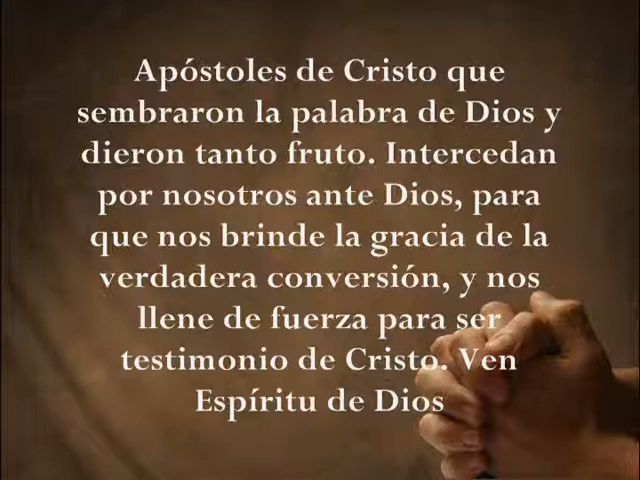 Apóstoles de Cristo que
sembraron la palabra de Dios y
dieron tanto fruto. Intercedan
por nosotros ante Dios, para
que nos brinde la gracia de la
verdadera conversión, y nos
llene de fuerza para ser
testimonio de Cristo. Ven
Espíritu de Dios